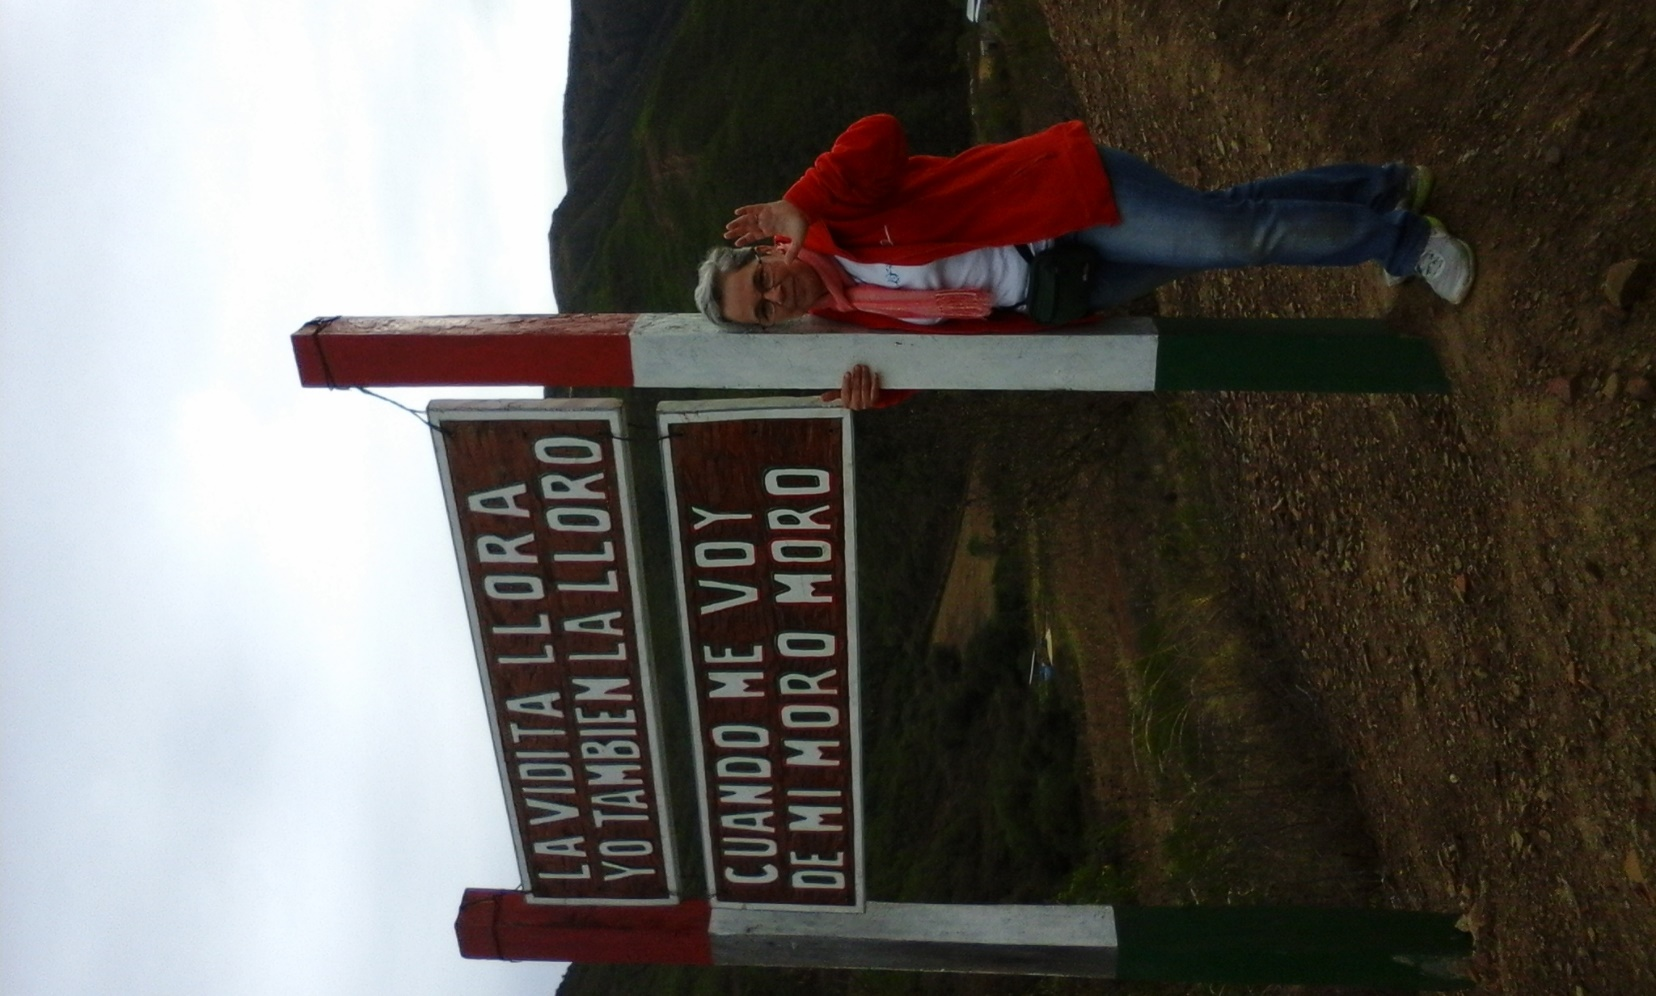 LA VIDITA LLORA
YO TAMBIEN LA LLORO
CUANDO ME VOY
DE MI MORO MORO